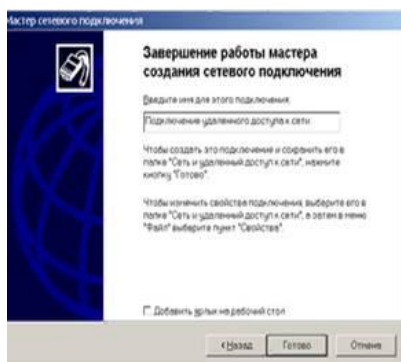 Мастер сетевого подключения
Завершение работы мастера
создания сетевого подключения
Введите имя для этого подключения:
Подключение удаленного доступа к сети
Чтобы создать это подключение и сохранить его в
папке "Сеть и удаленный доступ к сети", нажмите
кнопку "Готово".
Чтобы изменить свойства подключения, выберите его в
папке "Сеть и удаленный доступ к сети", а затем в меню
"Файл" выберите пункт "Свойства".
Добавить ярлык на рабочий стол
< Назад
Готово
Отмена